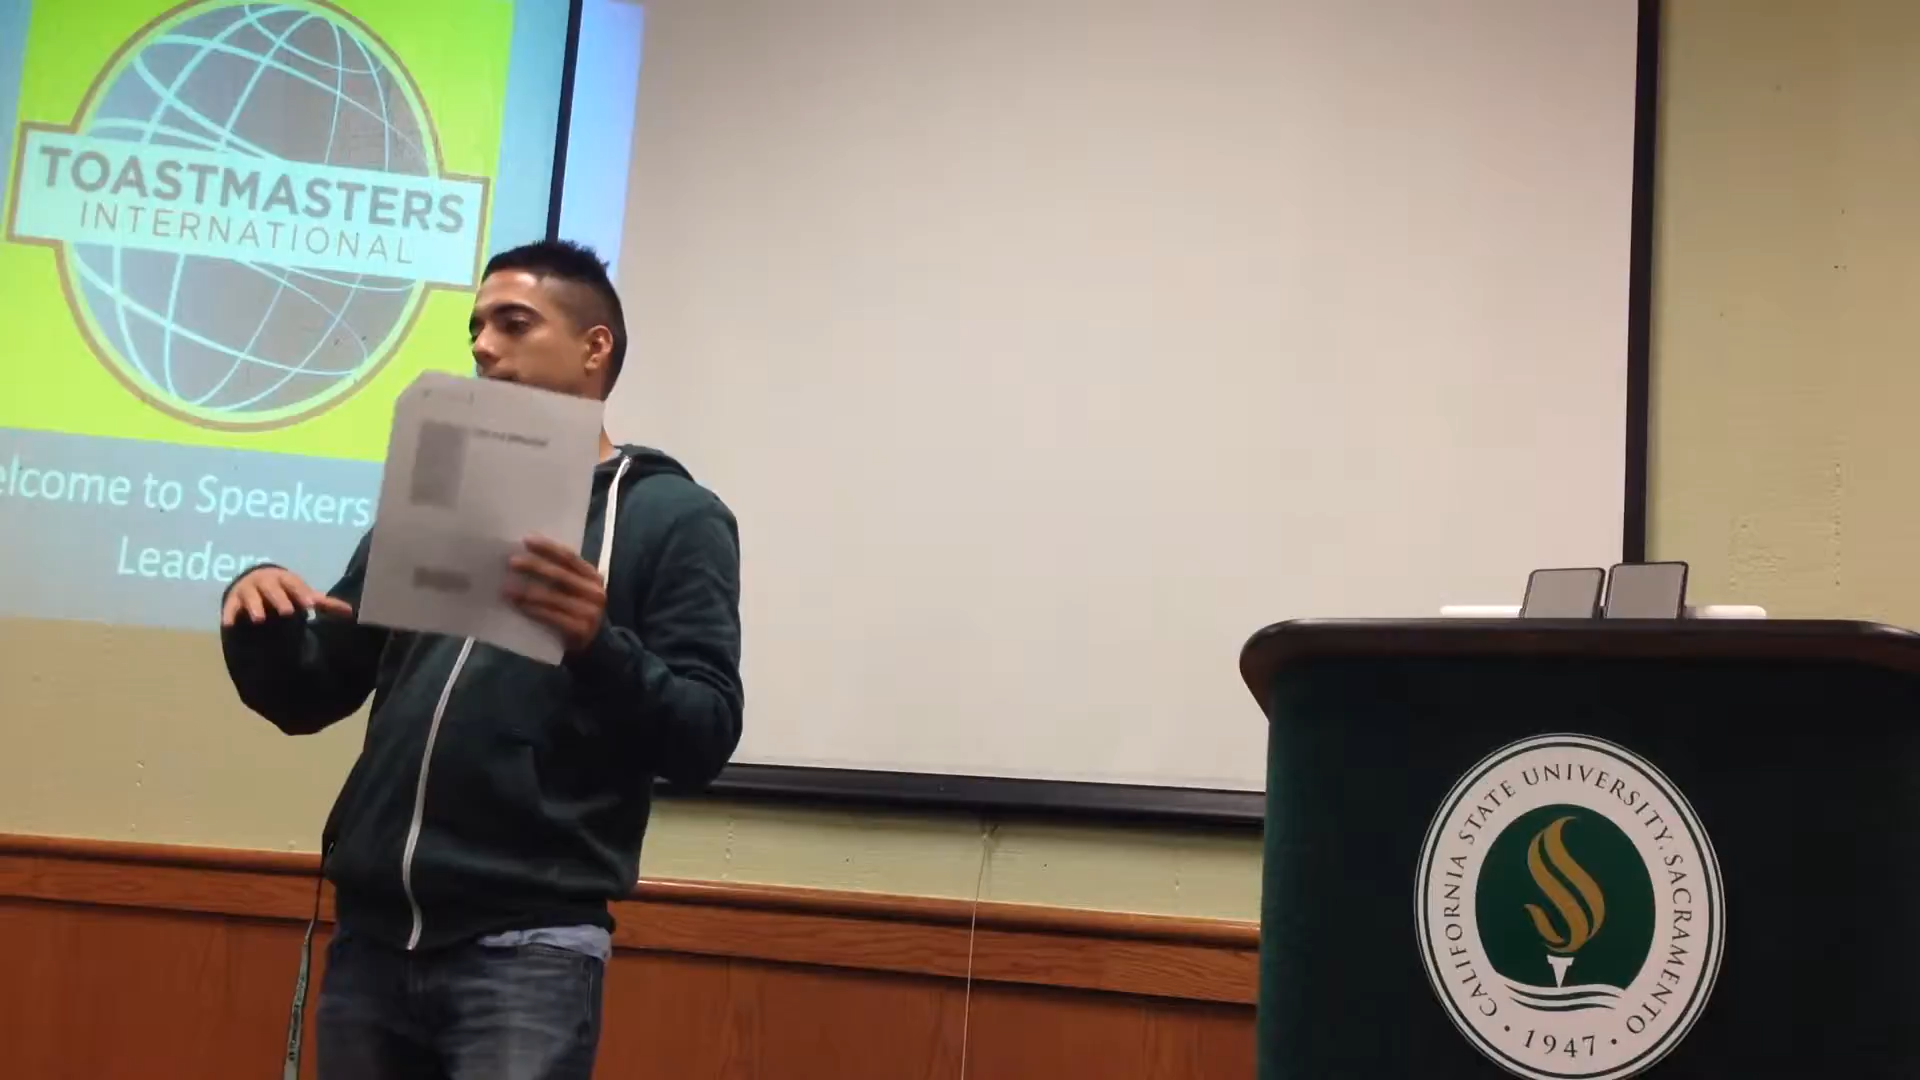 TOASTMASTERS
INTERNATIONAL
elcome to Speakers
Leaders
CALIFORNIA STATE UNIVERSITY, SACRAMENTO
• 1947 •